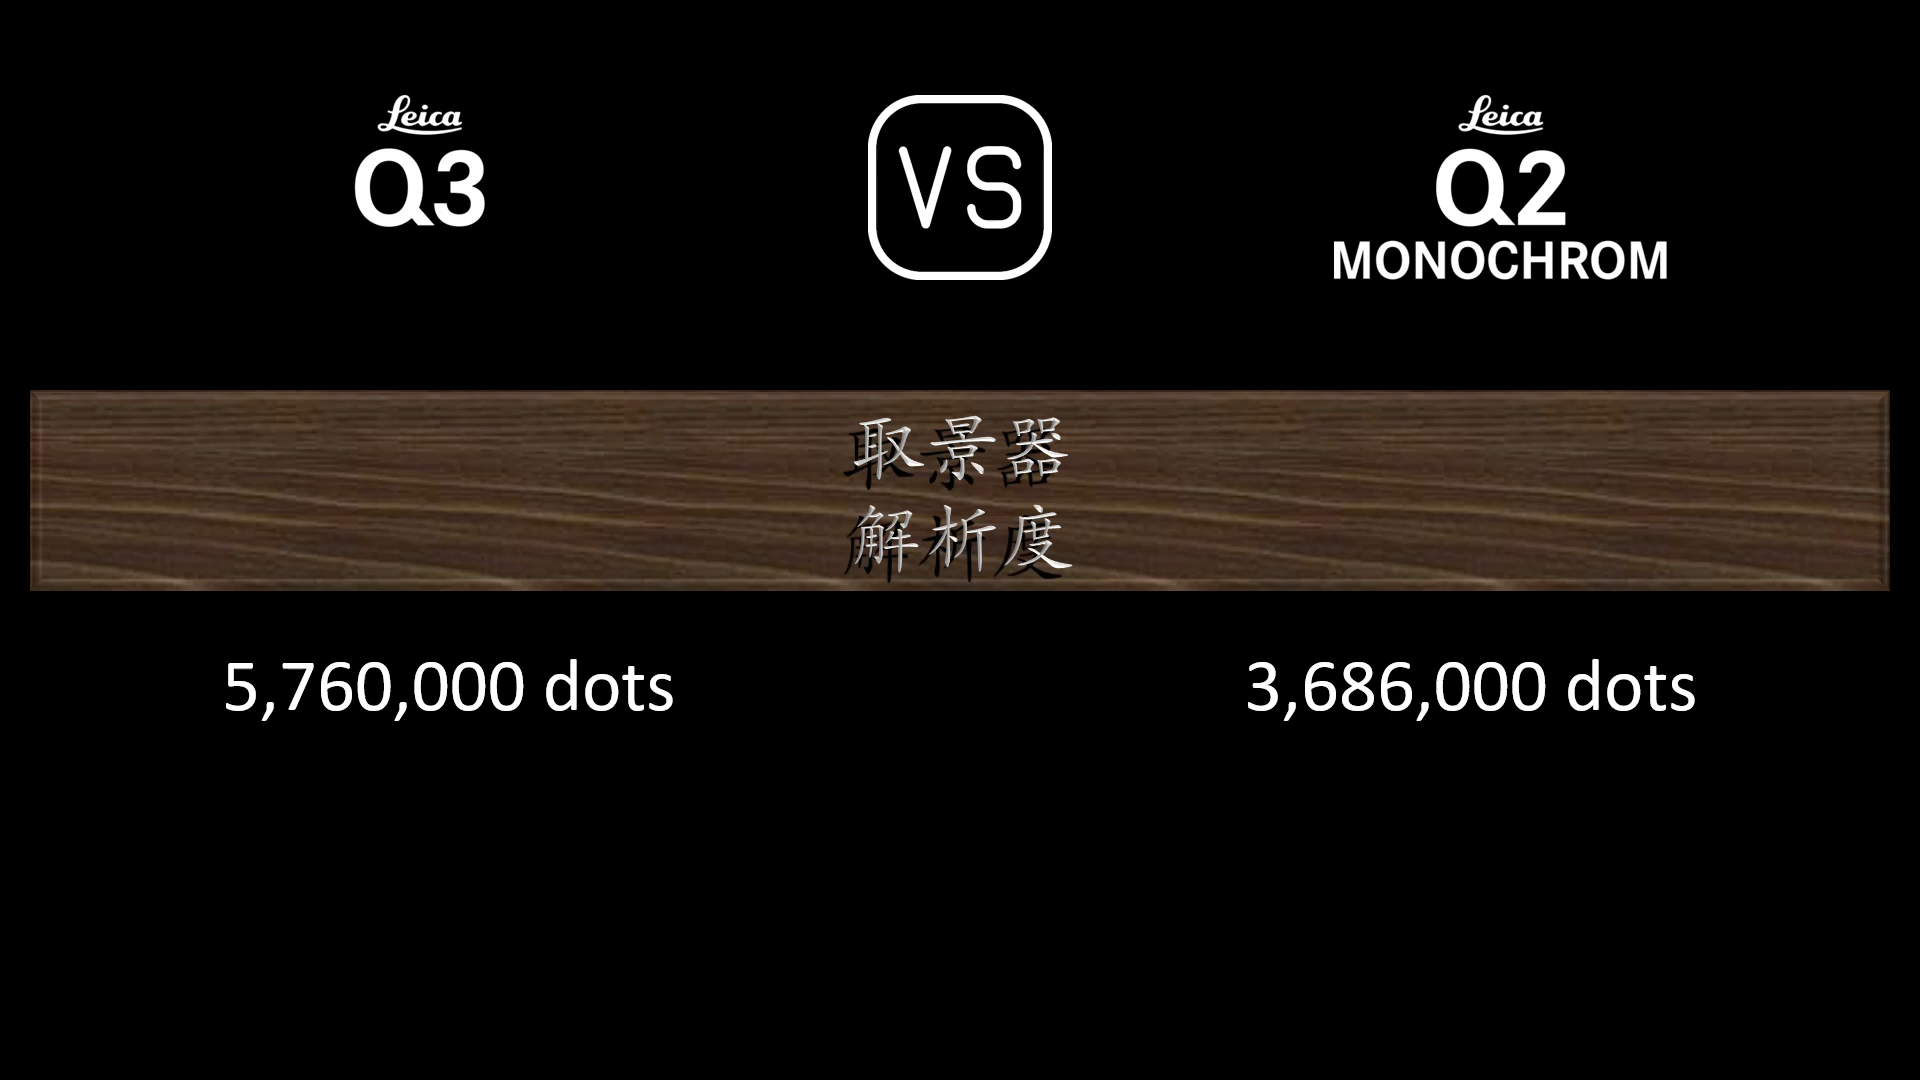 Leica
Q3
VS
Leica
Q2
MONOCHROM
取景器
解析度
5,760,000 dots
3,686,000 dots